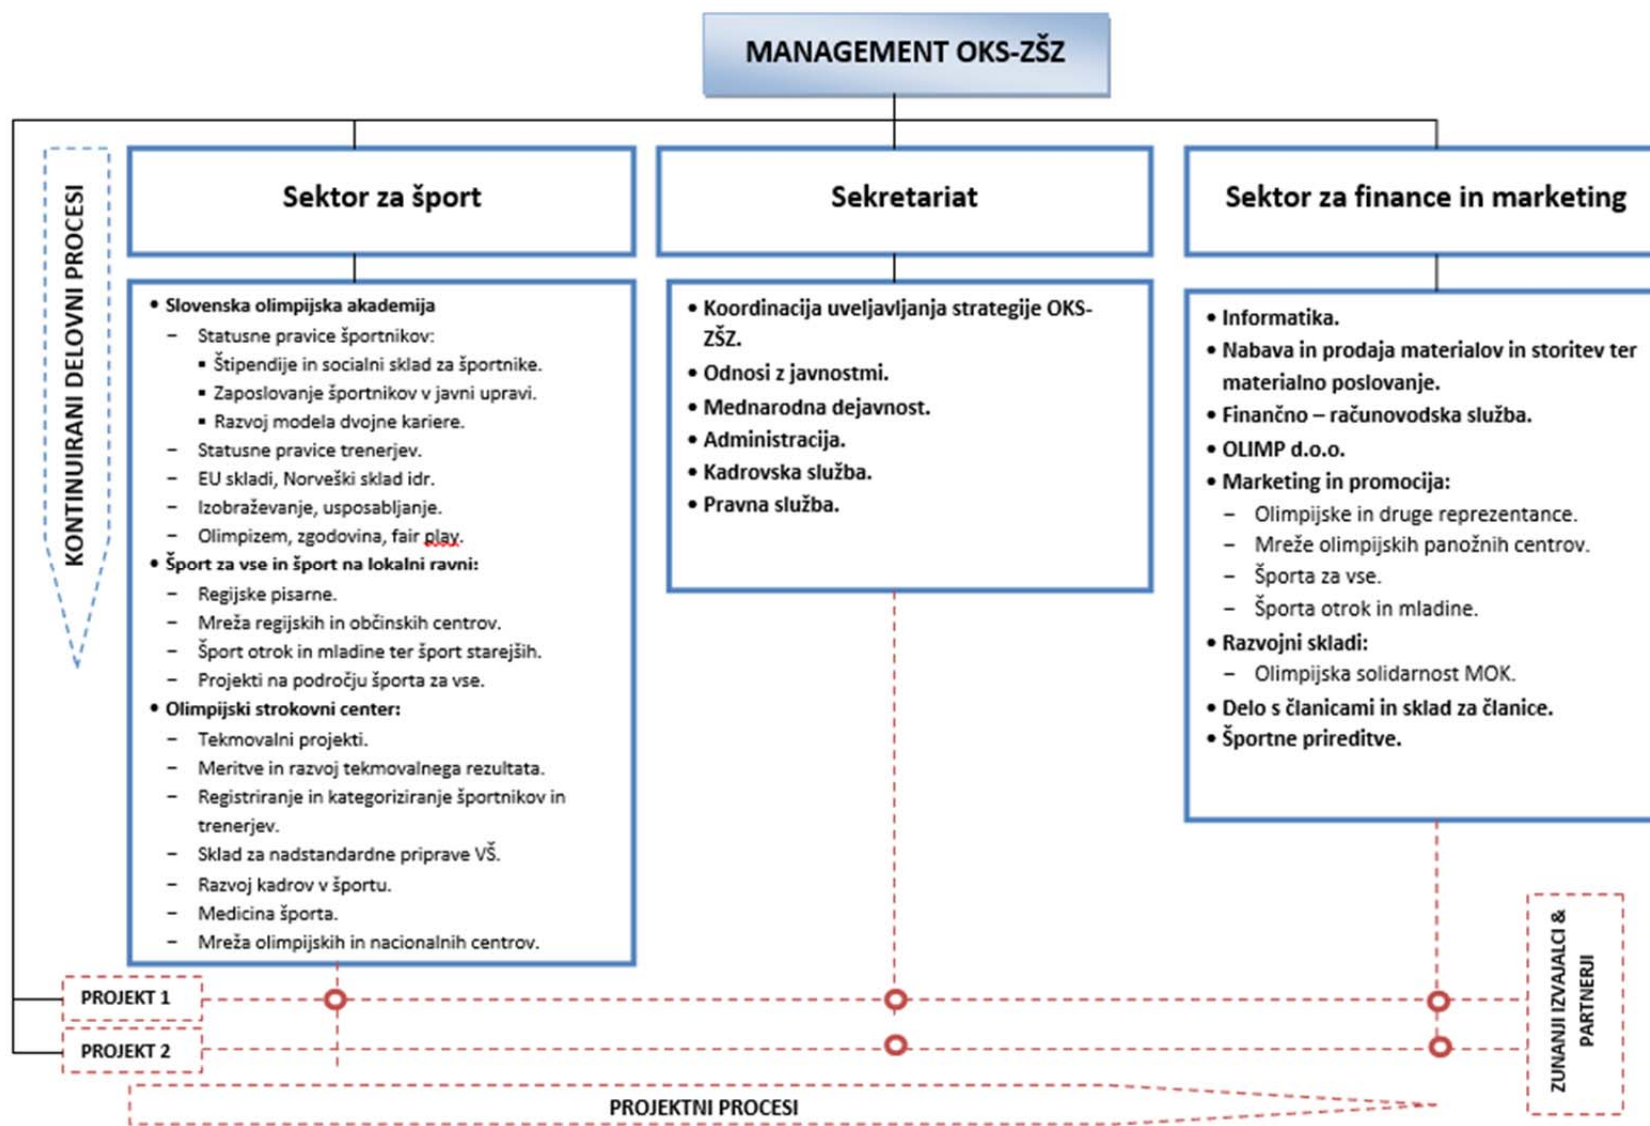 MANAGEMENT OKS-ZŠZ
KONTINUIRANI DELOVNI PROCESI
Sektor za šport
• Slovenska olimpijska akademija
– Statusne pravice športnikov:
▪ Štipendije in socialni sklad za športnike.
▪ Zaposlovanje športnikov v javni upravi.
▪ Razvoj modela dvojne kariere.
– Statusne pravice trenerjev.
– EU skladi, Norveški sklad idr.
– Izobraževanje, usposabljanje.
– Olimpizem, zgodovina, fair play.
• Šport za vse in šport na lokalni ravni:
– Regijske pisarne.
– Mreža regijskih in občinskih centrov.
– Šport otrok in mladine ter šport starejših.
– Projekti na področju športa za vse.
• Olimpijski strokovni center:
– Tekmovalni projekti.
– Meritve in razvoj tekmovalnega rezultata.
– Registriranje in kategoriziranje športnikov in
trenerjev.
– Sklad za nadstandardne priprave VŠ.
– Razvoj kadrov v športu.
– Medicina športa.
– Mreža olimpijskih in nacionalnih centrov.
Sekretariat
• Koordinacija uveljavljanja strategije OKS-
ZŠZ.
• Odnosi z javnostmi.
• Mednarodna dejavnost.
• Administracija.
• Kadrovska služba.
• Pravna služba.
Sektor za finance in marketing
• Informatika.
• Nabava in prodaja materialov in storitev ter
materialno poslovanje.
• Finančno – računovodska služba.
• OLIMP d.o.o.
• Marketing in promocija:
– Olimpijske in druge reprezentance.
– Mreže olimpijskih panožnih centrov.
– Športa za vse.
– Športa otrok in mladine.
• Razvojni skladi:
– Olimpijska solidarnost MOK.
• Delo s članicami in sklad za članice.
• Športne prireditve.
PROJEKT 1
PROJEKT 2
ZUNANJI IZVAJALCI &
PARTNERJI
PROJEKTNI PROCESI